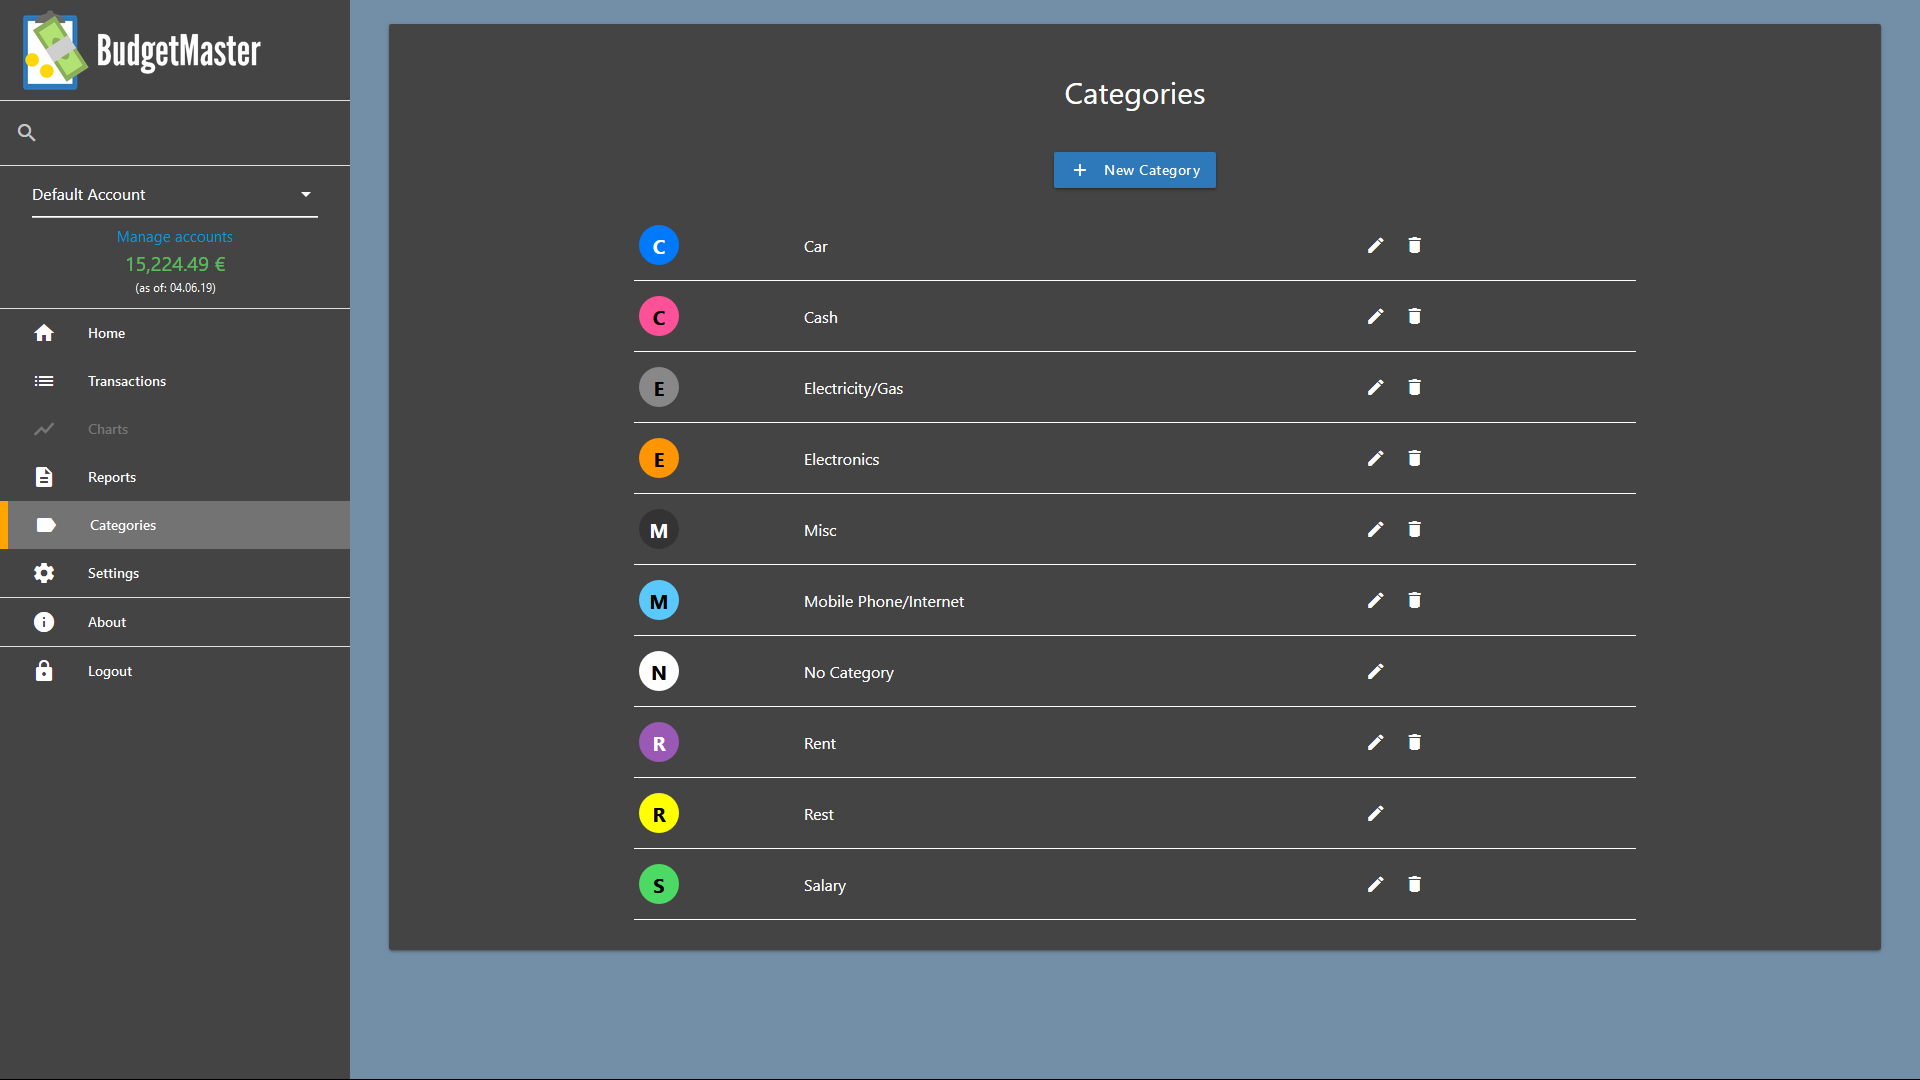 BudgetMaster
Default Account
Manage accounts
15,224.49 €
(as of: 04.06.19)
Home
Transactions
Charts
Reports
Categories
Settings
About
Logout
Categories
New Category
C Car
C Cash
E Electricity/Gas
E Electronics
M Misc
M Mobile Phone/Internet
N No Category
R Rent
R Rest
S Salary